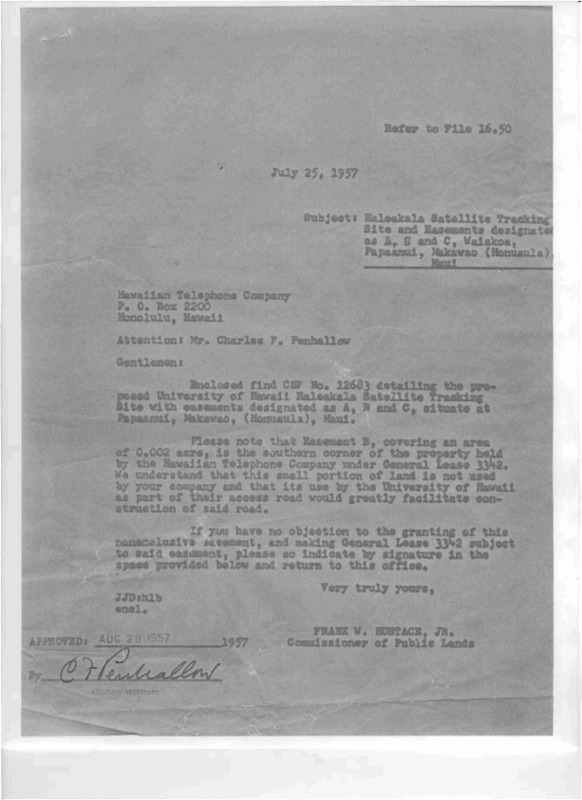 Refer to File 16.50
July 25, 1957
Subject: Haleakala Satellite Tracking
Site and Easements designated
as A, B and C, Waiakoa,
Papaanui, Makawao (Honuaula),
Maui
Hawaiian Telephone Company
P. O. Box 2200
Honolulu, Hawaii
Attention: Mr. Charles F. Penhallow
Gentlemen:
Enclosed find CSF No. 12683 detailing the pro-
posed University of Hawaii Haleakala Satellite Tracking
Site with easements designated as A, B and C, situate at
Papaanui, Makawao, (Honuaula), Maui.
Please note that Easement B, covering an area
of 0.002 acre, is the southern corner of the property held
by the Hawaiian Telephone Company under General Lease 3342.
We understand that this small portion of land is not used
by your company and that its use by the University of Hawaii
as part of their access road would greatly facilitate con-
struction of said road.
If you have no objection to the granting of this
nonexclusive easement, and making General Lease 3342 subject
to said easement, please so indicate by signature in the
space provided below and return to this office.
Very truly yours,
JJD:hlb
encl.
FRANK W. HUSTACE, JR.
Commissioner of Public Lands
APPROVED: AUG 28 1957 1957
By C F Penhallow
SECRETARY